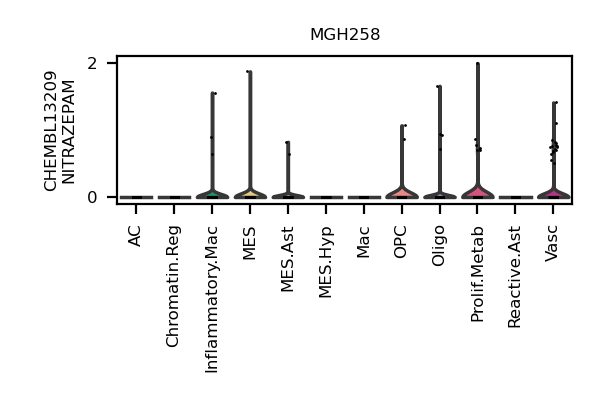 MGH258
CHEMBL13209
NITRAZEPAM
2
0
AC
Chromatin.Reg
Inflammatory.Mac
MES
MES.Ast
MES.Hyp
Mac
OPC
Oligo
Prolif.Metab
Reactive.Ast
Vasc